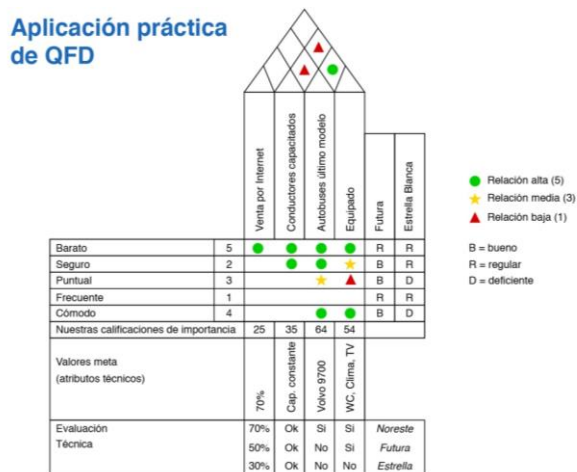 Aplicación práctica
de QFD
Venta por Internet
Conductores capacitados
Autobuses último modelo
Equipado
Futura
Estrella Blanca
Relación alta (5)
Relación media (3)
Relación baja (1)
B = bueno
R = regular
D = deficiente
Barato 5 R R
Seguro 2 B R
Puntual 3 B D
Frecuente 1 R R
Cómodo 4 B D
Nuestras calificaciones de importancia 25 35 64 54
Valores meta
(atributos técnicos)
70%
Cap. constante
Volvo 9700
WC, Clima, TV
Evaluación 70% Ok Si Si Noreste
Técnica 50% Ok No Si Futura
30% Ok No No Estrella